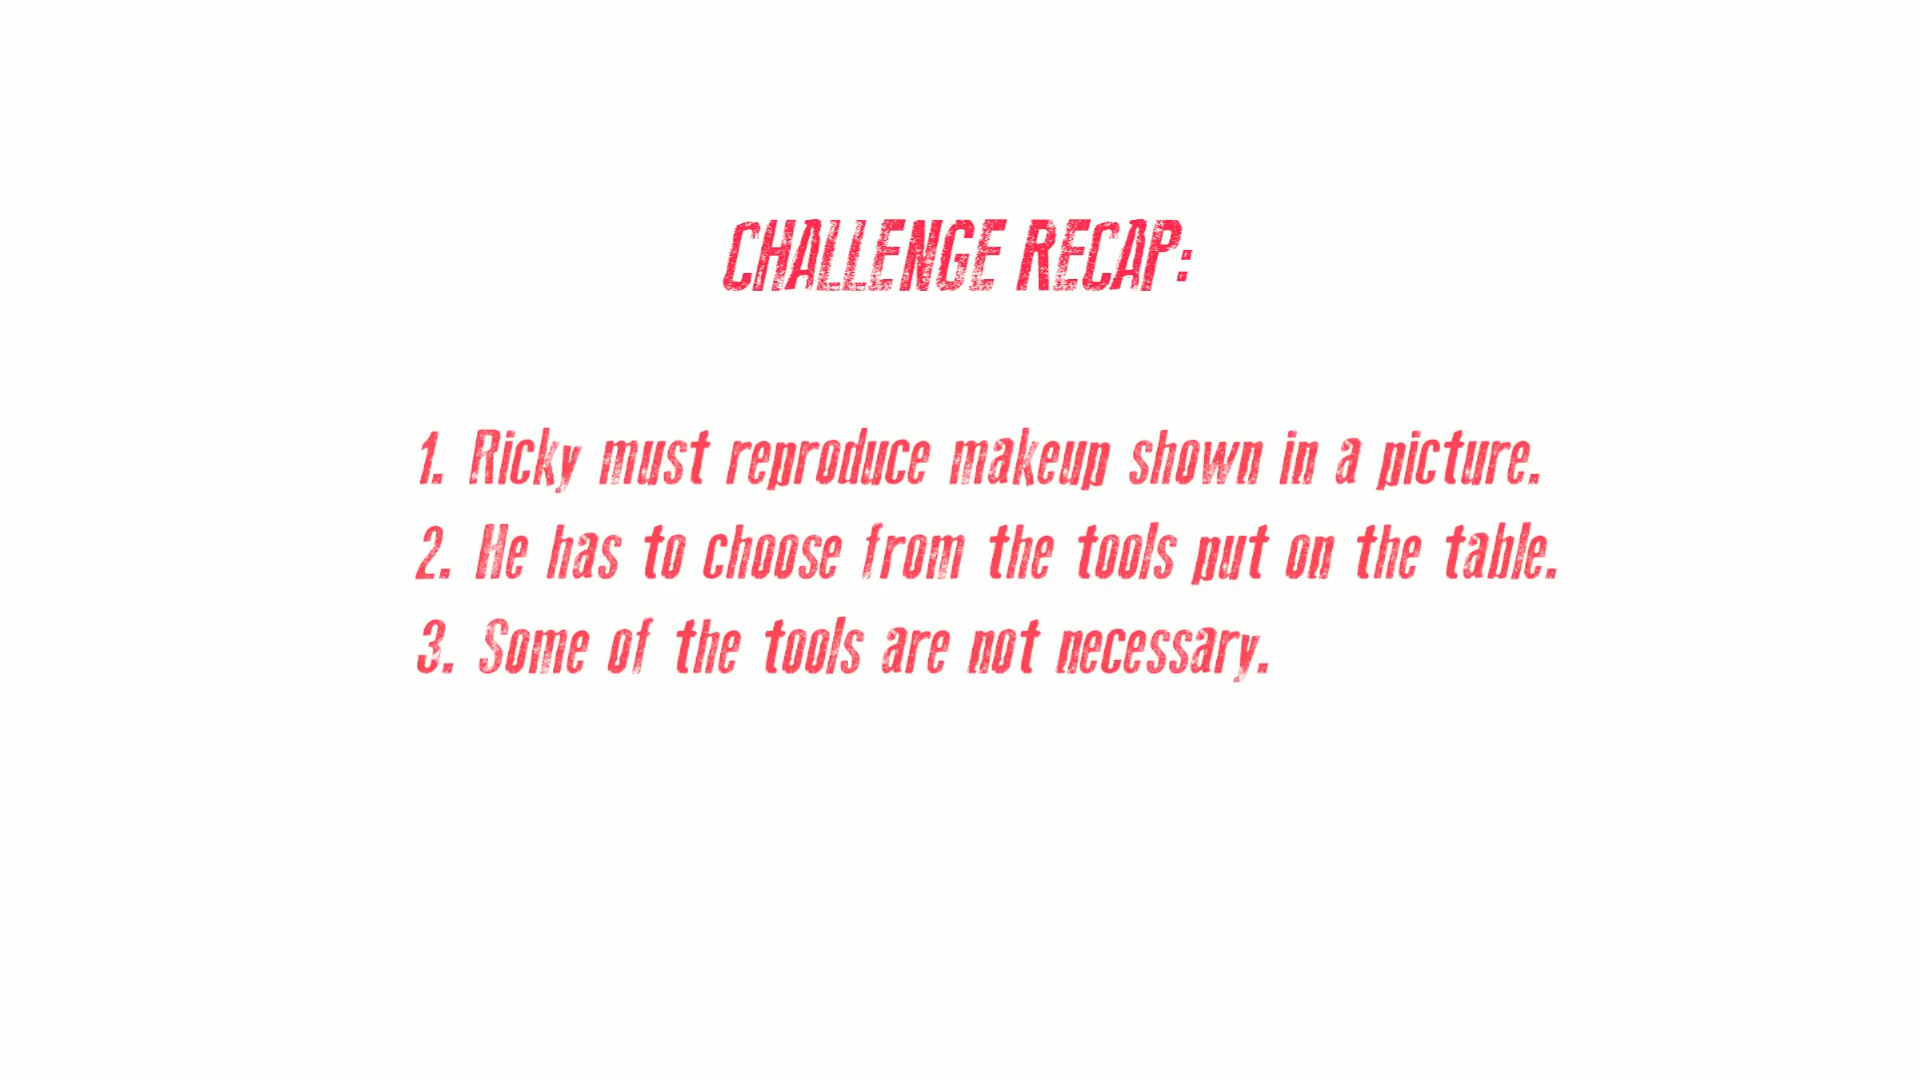 CHALLENGE RECAP:
1. Ricky must reproduce makeup shown in a picture.
2. He has to choose from the tools put on the table.
3. Some of the tools are not necessary.